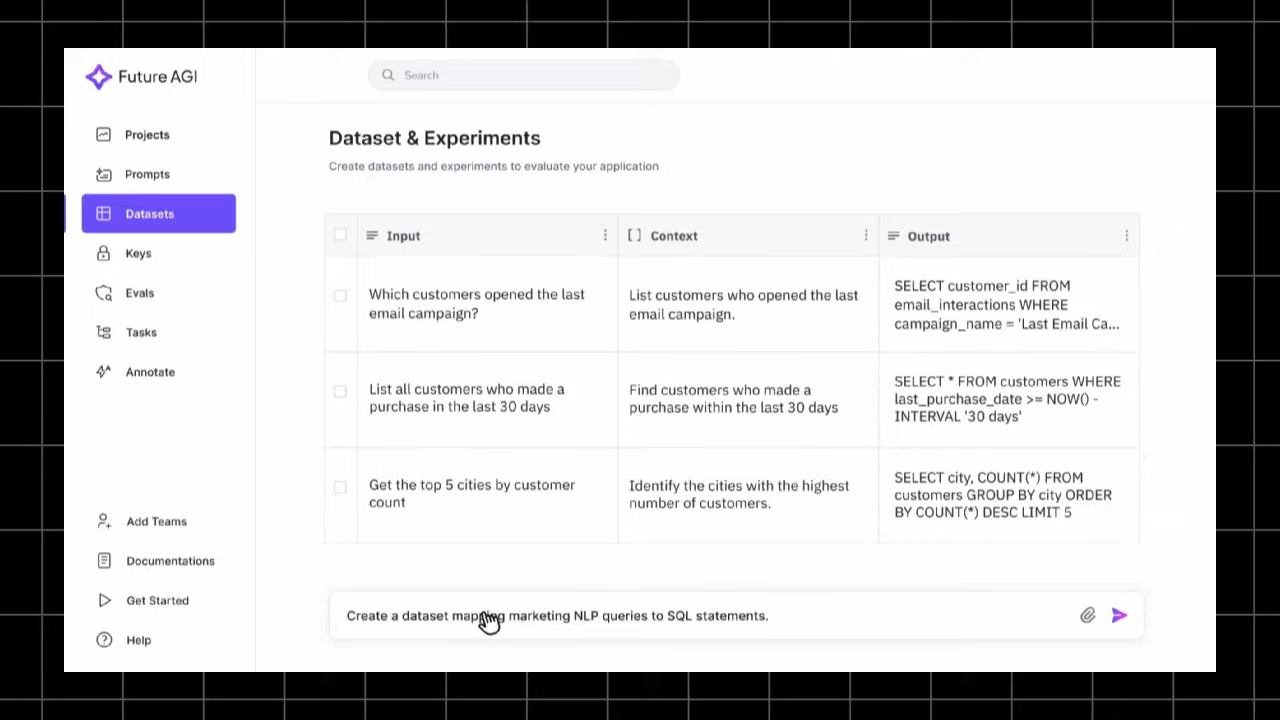 Future AGI
Search
Projects
Prompts
Datasets
Keys
Evals
Tasks
Annotate
Add Teams
Documentations
Get Started
Help
Dataset & Experiments
Create datasets and experiments to evaluate your application
Input
Context
Output
Which customers opened the last
email campaign?
List customers who opened the last
email campaign.
SELECT customer_id FROM
email_interactions WHERE
campaign_name = 'Last Email Ca...
List all customers who made a
purchase in the last 30 days
Find customers who made a
purchase within the last 30 days
SELECT * FROM customers WHERE
last_purchase_date >= NOW() -
INTERVAL '30 days'
Get the top 5 cities by customer
count
Identify the cities with the highest
number of customers.
SELECT city, COUNT(*) FROM
customers GROUP BY city ORDER
BY COUNT(*) DESC LIMIT 5
Create a dataset mapping marketing NLP queries to SQL statements.